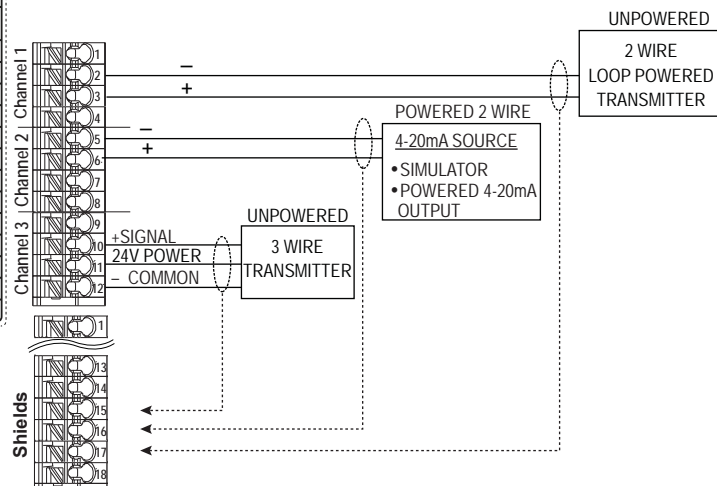 UNPOWERED
2 WIRE
LOOP POWERED
TRANSMITTER
Channel 1
1
2
3
4
–
+
POWERED 2 WIRE
4-20mA SOURCE
•SIMULATOR
•POWERED 4-20mA
OUTPUT
Channel 2
5
6
7
8
–
+
UNPOWERED
3 WIRE
TRANSMITTER
Channel 3
9
10
11
12
+SIGNAL
24V POWER
– COMMON
1
Shields
13
14
15
16
17
18